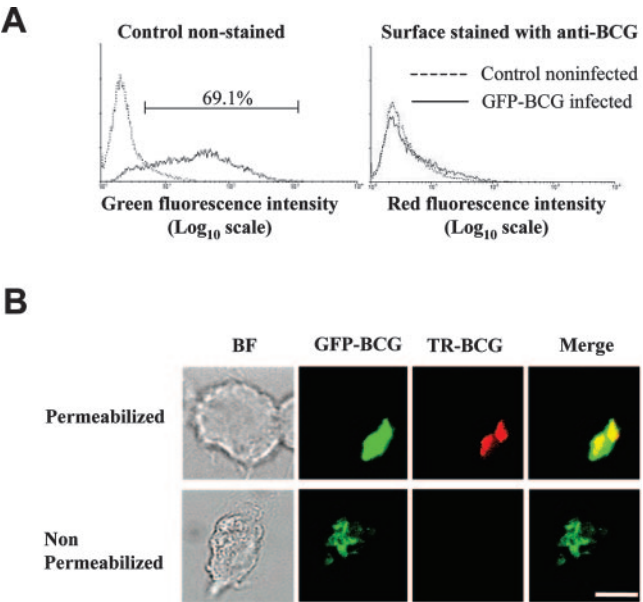 A
Control non-stained
Surface stained with anti-BCG
69.1%
Control noninfected
GFP-BCG infected
Green fluorescence intensity
(Log10 scale)
Red fluorescence intensity
(Log10 scale)
B
BF GFP-BCG TR-BCG Merge
Permeabilized
Non
Permeabilized